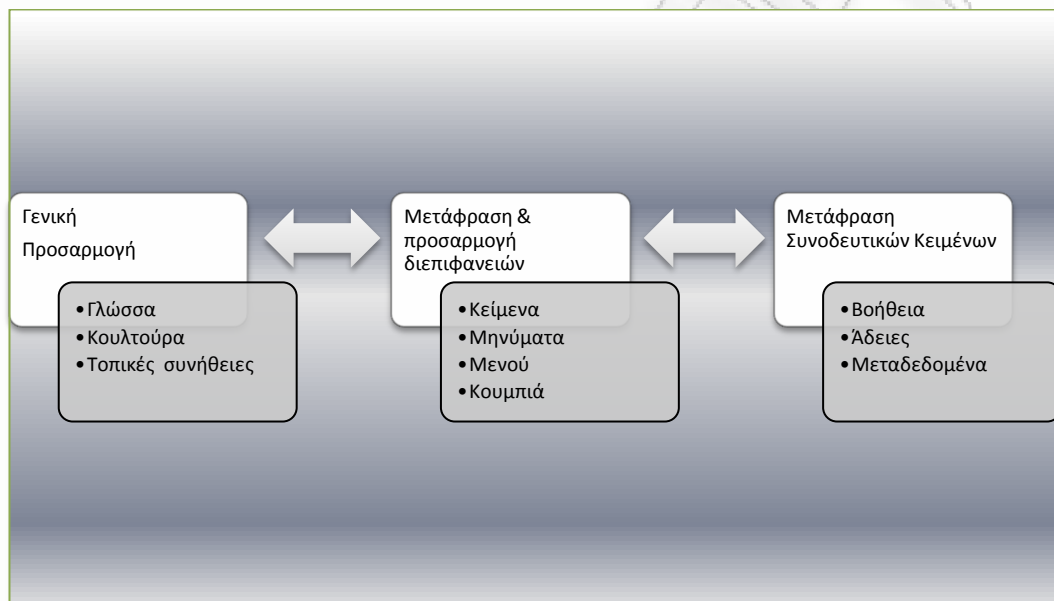 Γενική
Προσαρμογή
• Γλώσσα
• Κουλτούρα
• Τοπικές συνήθειες
Μετάφραση &
προσαρμογή
διεπιφανειών
• Κείμενα
• Μηνύματα
• Μενού
• Κουμπιά
Μετάφραση
Συνοδευτικών Κειμένων
• Βοήθεια
• Άδειες
• Μεταδεδομένα